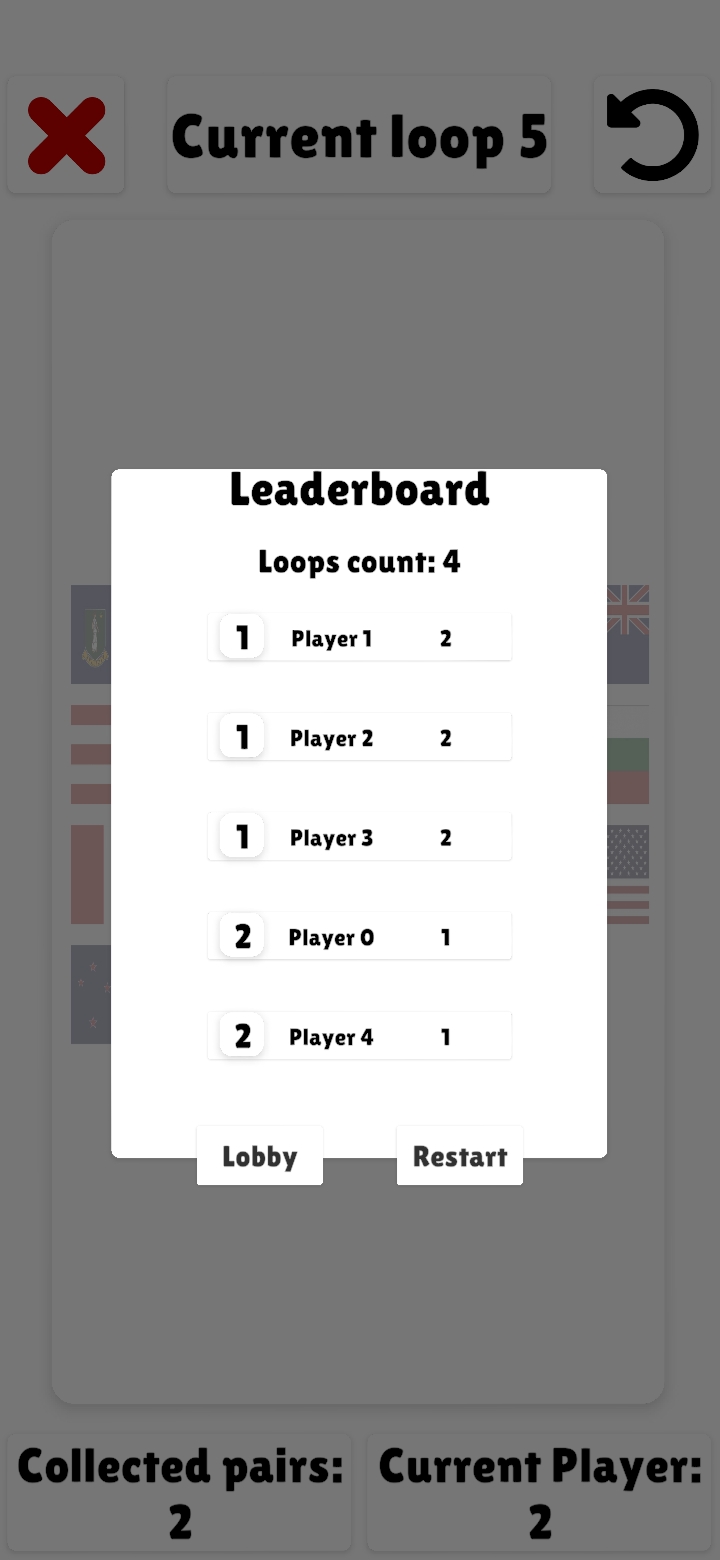 Current loop 5
Leaderboard
Loops count: 4
1 Player 1 2
1 Player 2 2
1 Player 3 2
2 Player 0 1
2 Player 4 1
Lobby Restart
Collected pairs:
2
Current Player:
2